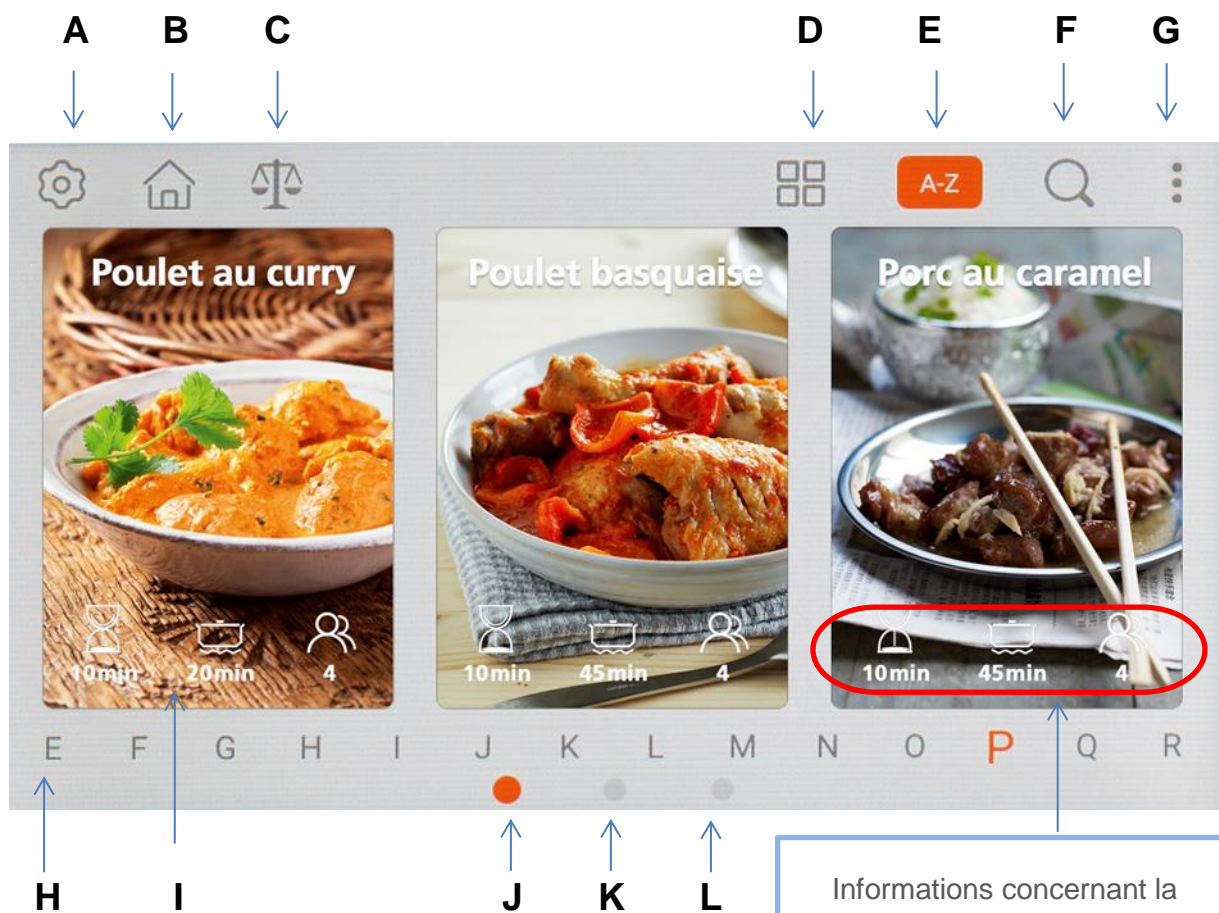 A B C D E F G
A-Z
Poulet au curry
Poulet basquaise
Porc au caramel
10min 20min 4
10min 45min 4
10min 45min 4
E F G H I J K L M N O P Q R
H I J K L
Informations concernant la